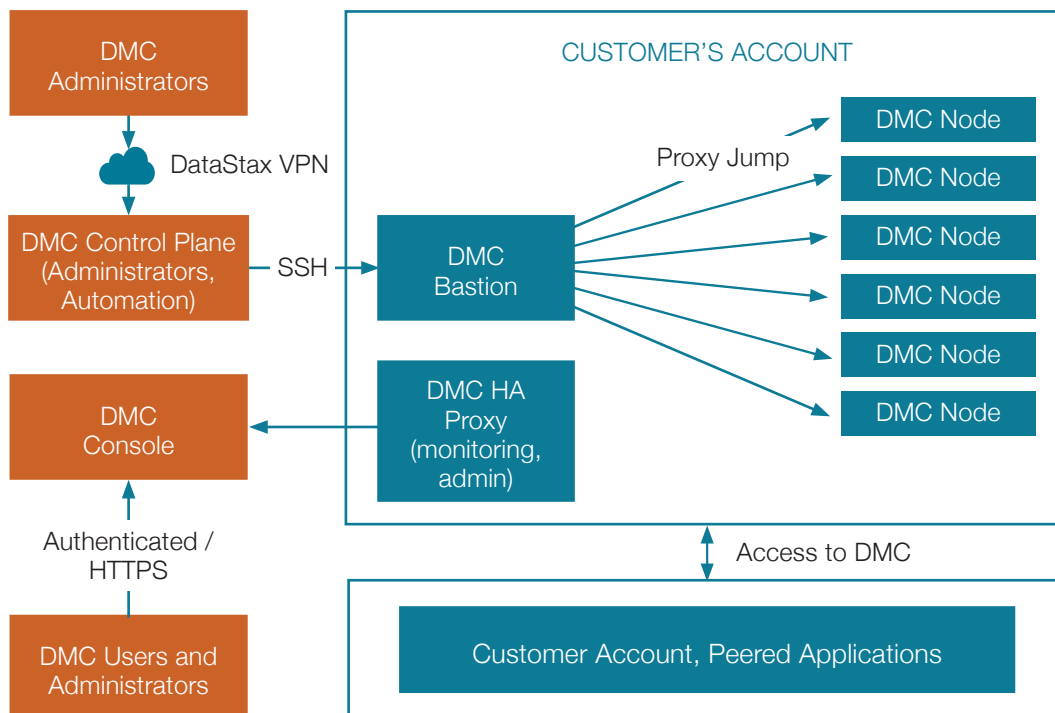 DMC
Administrators
DataStax VPN
DMC Control Plane
(Administrators,
Automation)
SSH
DMC
Console
Authenticated /
HTTPS
DMC Users and
Administrators
CUSTOMER'S ACCOUNT
DMC
Bastion
Proxy Jump
DMC Node
DMC Node
DMC Node
DMC Node
DMC Node
DMC Node
DMC HA
Proxy
(monitoring,
admin)
Access to DMC
Customer Account, Peered Applications